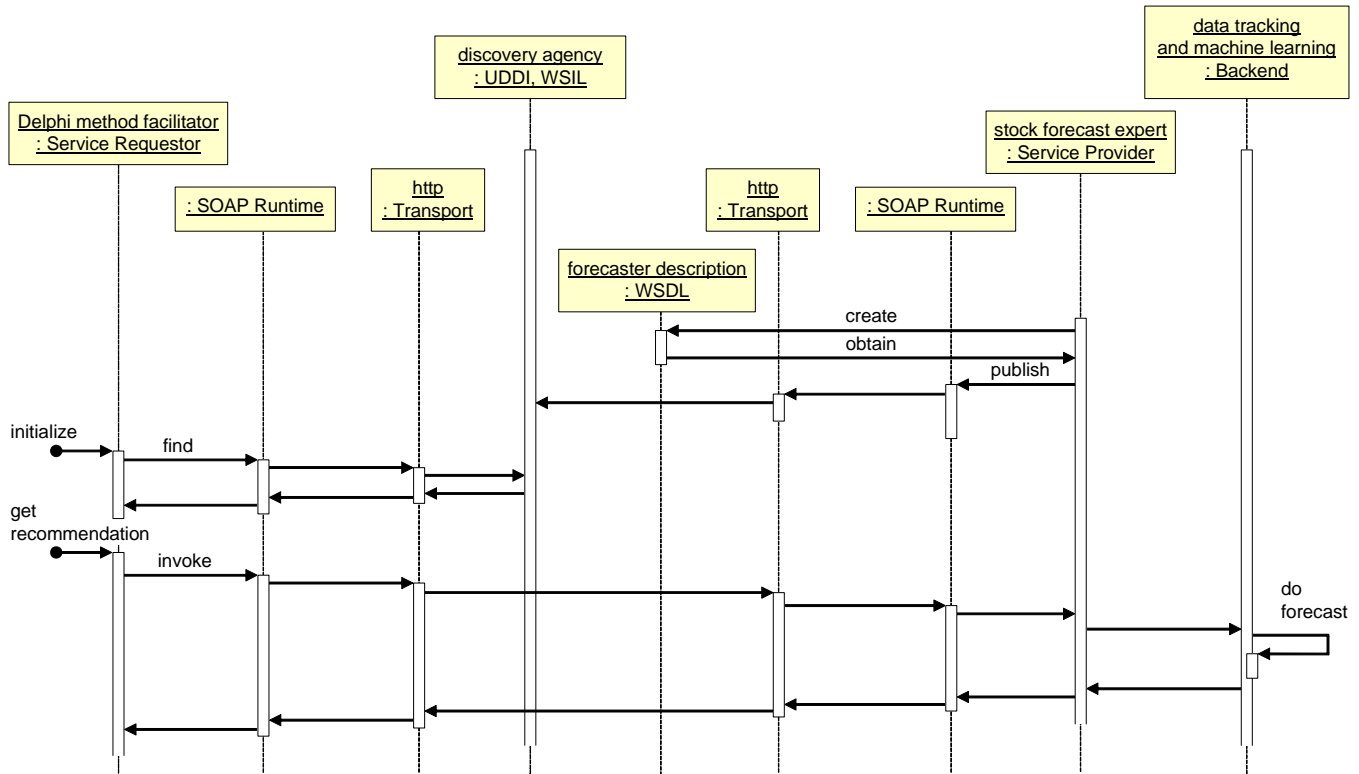 data tracking
and machine learning
: Backend
discovery agency
: UDDI, WSIL
Delphi method facilitator
: Service Requestor
stock forecast expert
: Service Provider
: SOAP Runtime
http
: Transport
http
: Transport
: SOAP Runtime
forecaster description
: WSDL
create
obtain
publish
initialize
find
get
recommendation
invoke
do
forecast